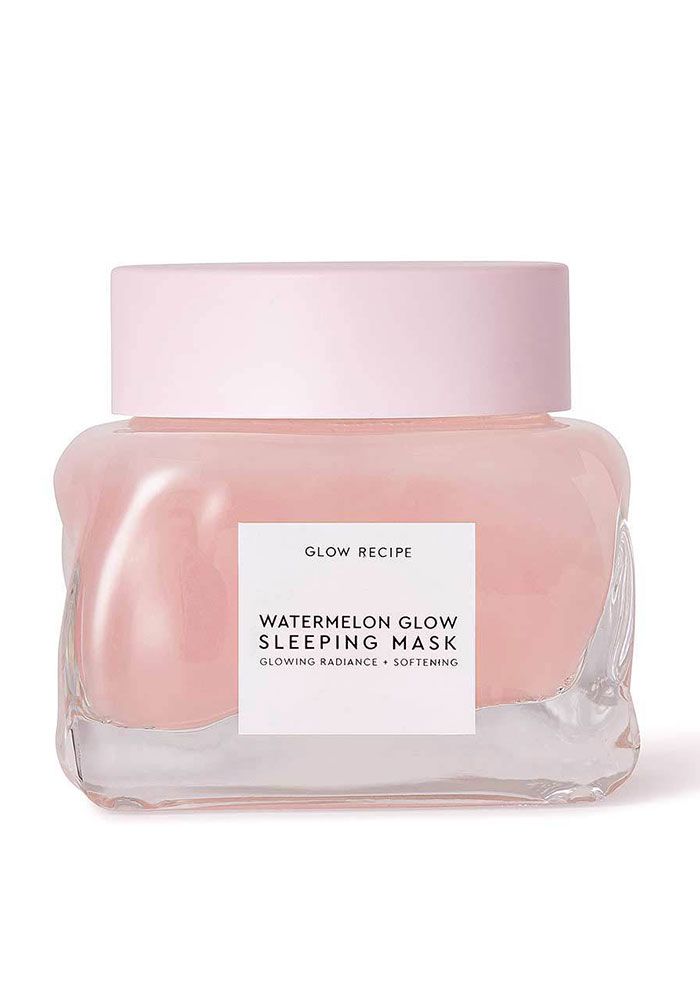 GLOW RECIPE
WATERMELON GLOW
SLEEPING MASK
GLOWING RADIANCE + SOFTENING